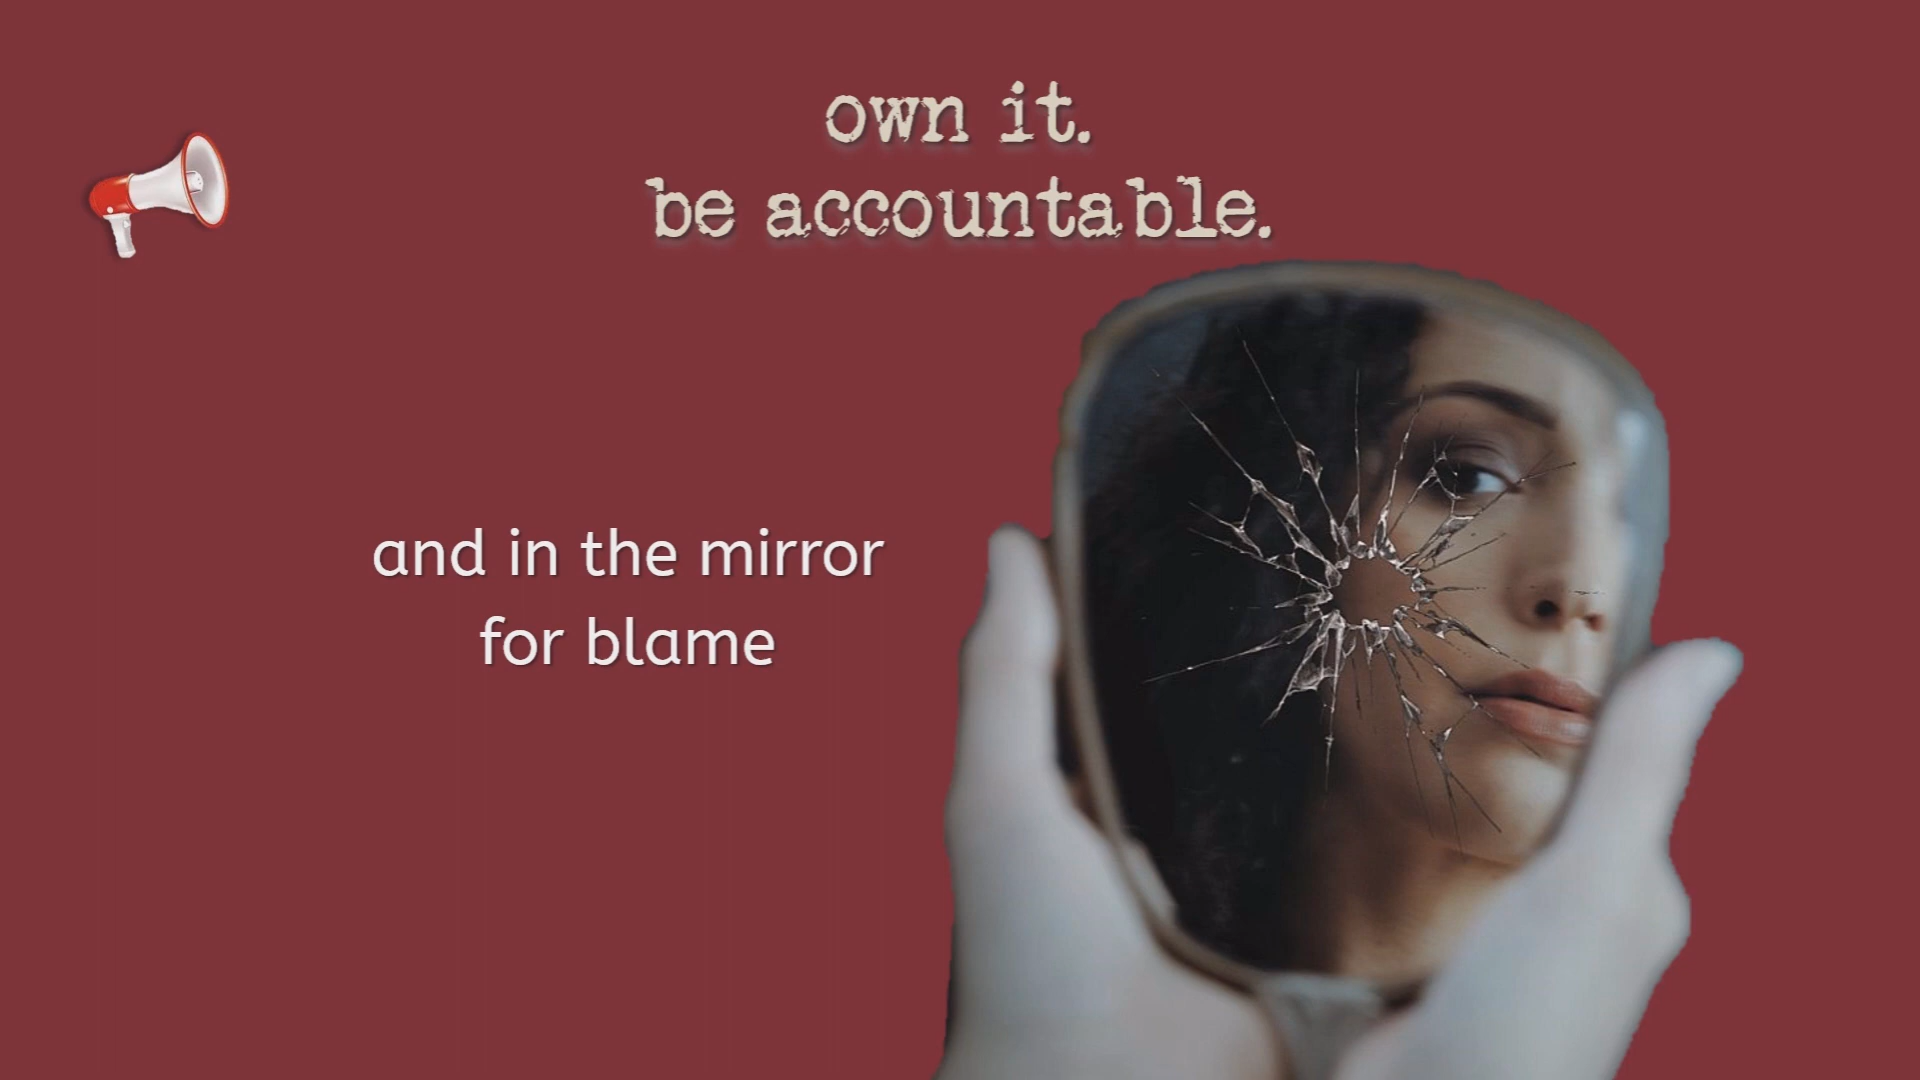 own it.
be accountable.
and in the mirror
for blame